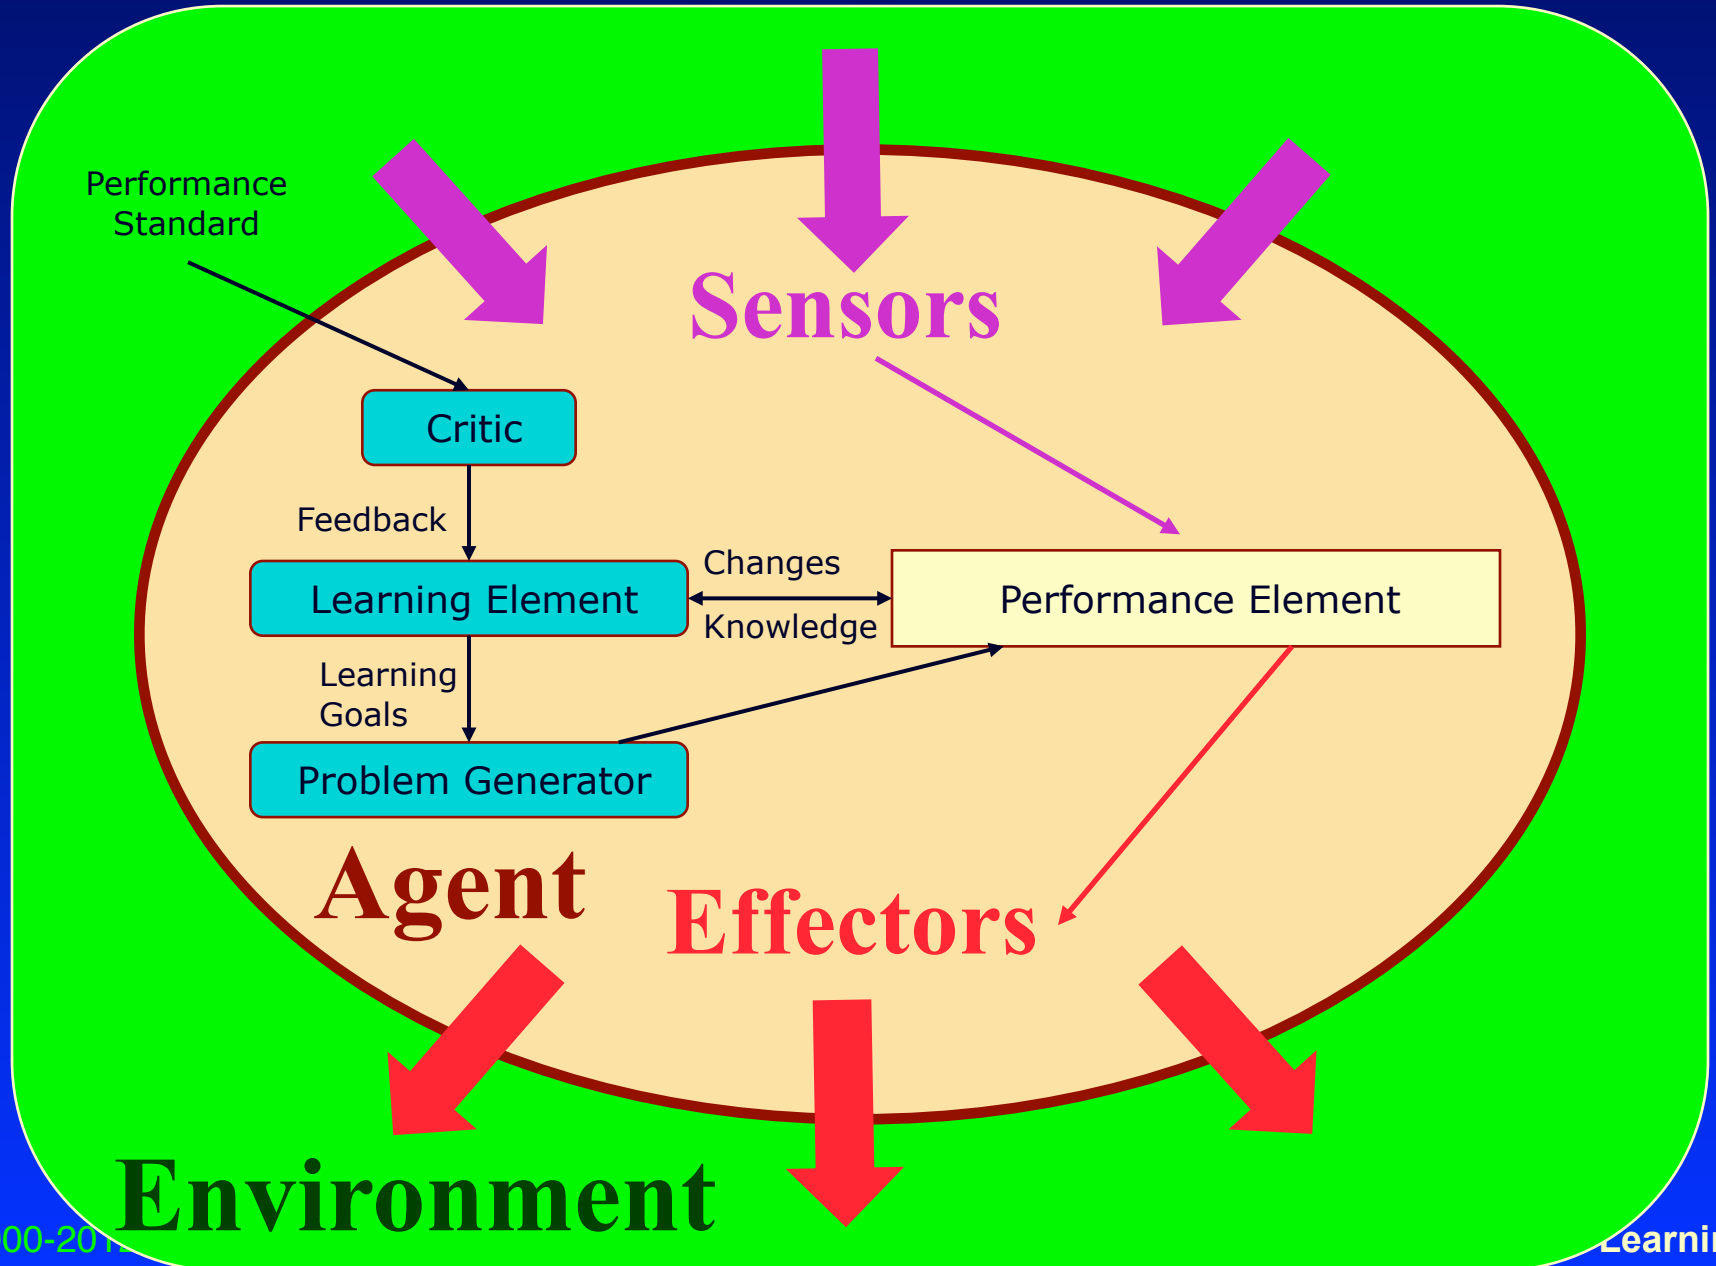 Performance
Standard
Sensors
Critic
Feedback
Changes
Learning Element
Performance Element
Knowledge
Learning
Goals
Problem Generator
Agent
Effectors
Environment